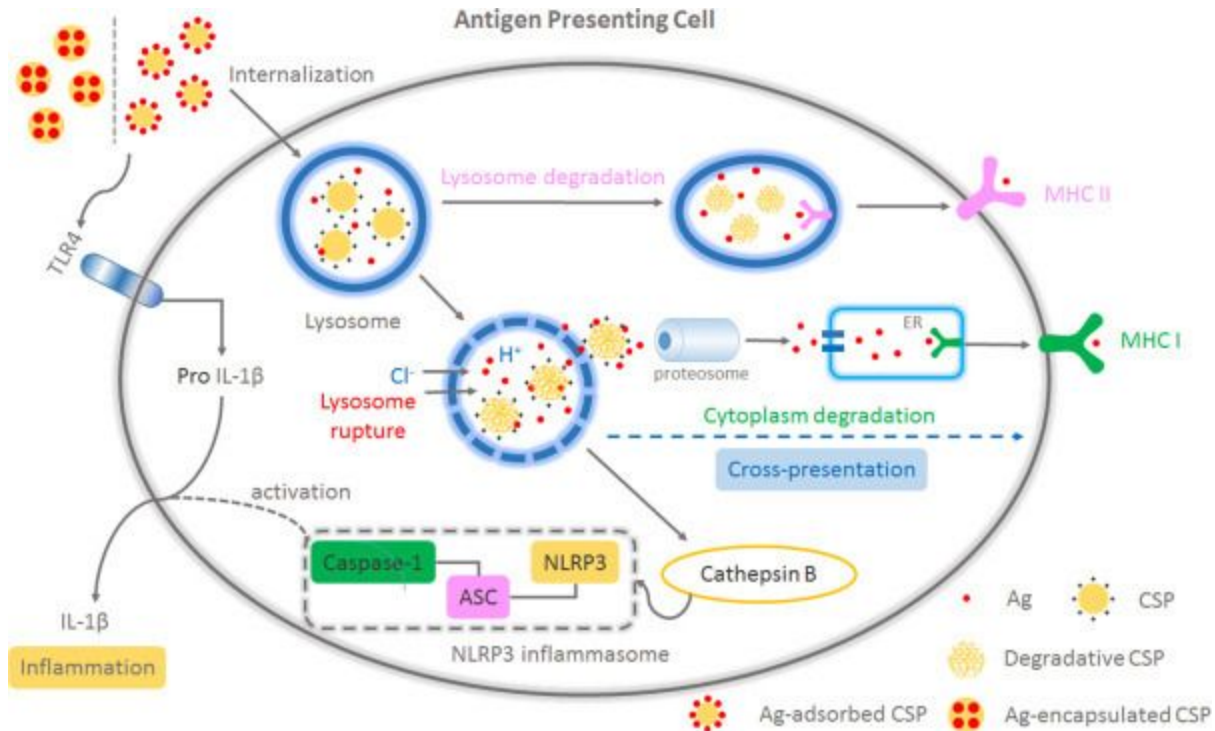 Antigen Presenting Cell
Internalization
Lysosome degradation
MHC II
TLR4
Lysosome
H⁺
Cl⁻
Lysosome
rupture
proteosome
ER
MHC I
Pro IL-1β
Cytoplasm degradation
Cross-presentation
activation
Caspase-1
NLRP3
ASC
Cathepsin B
NLRP3 inflammasome
IL-1β
Inflammation
Ag
CSP
Degradative CSP
Ag-adsorbed CSP
Ag-encapsulated CSP